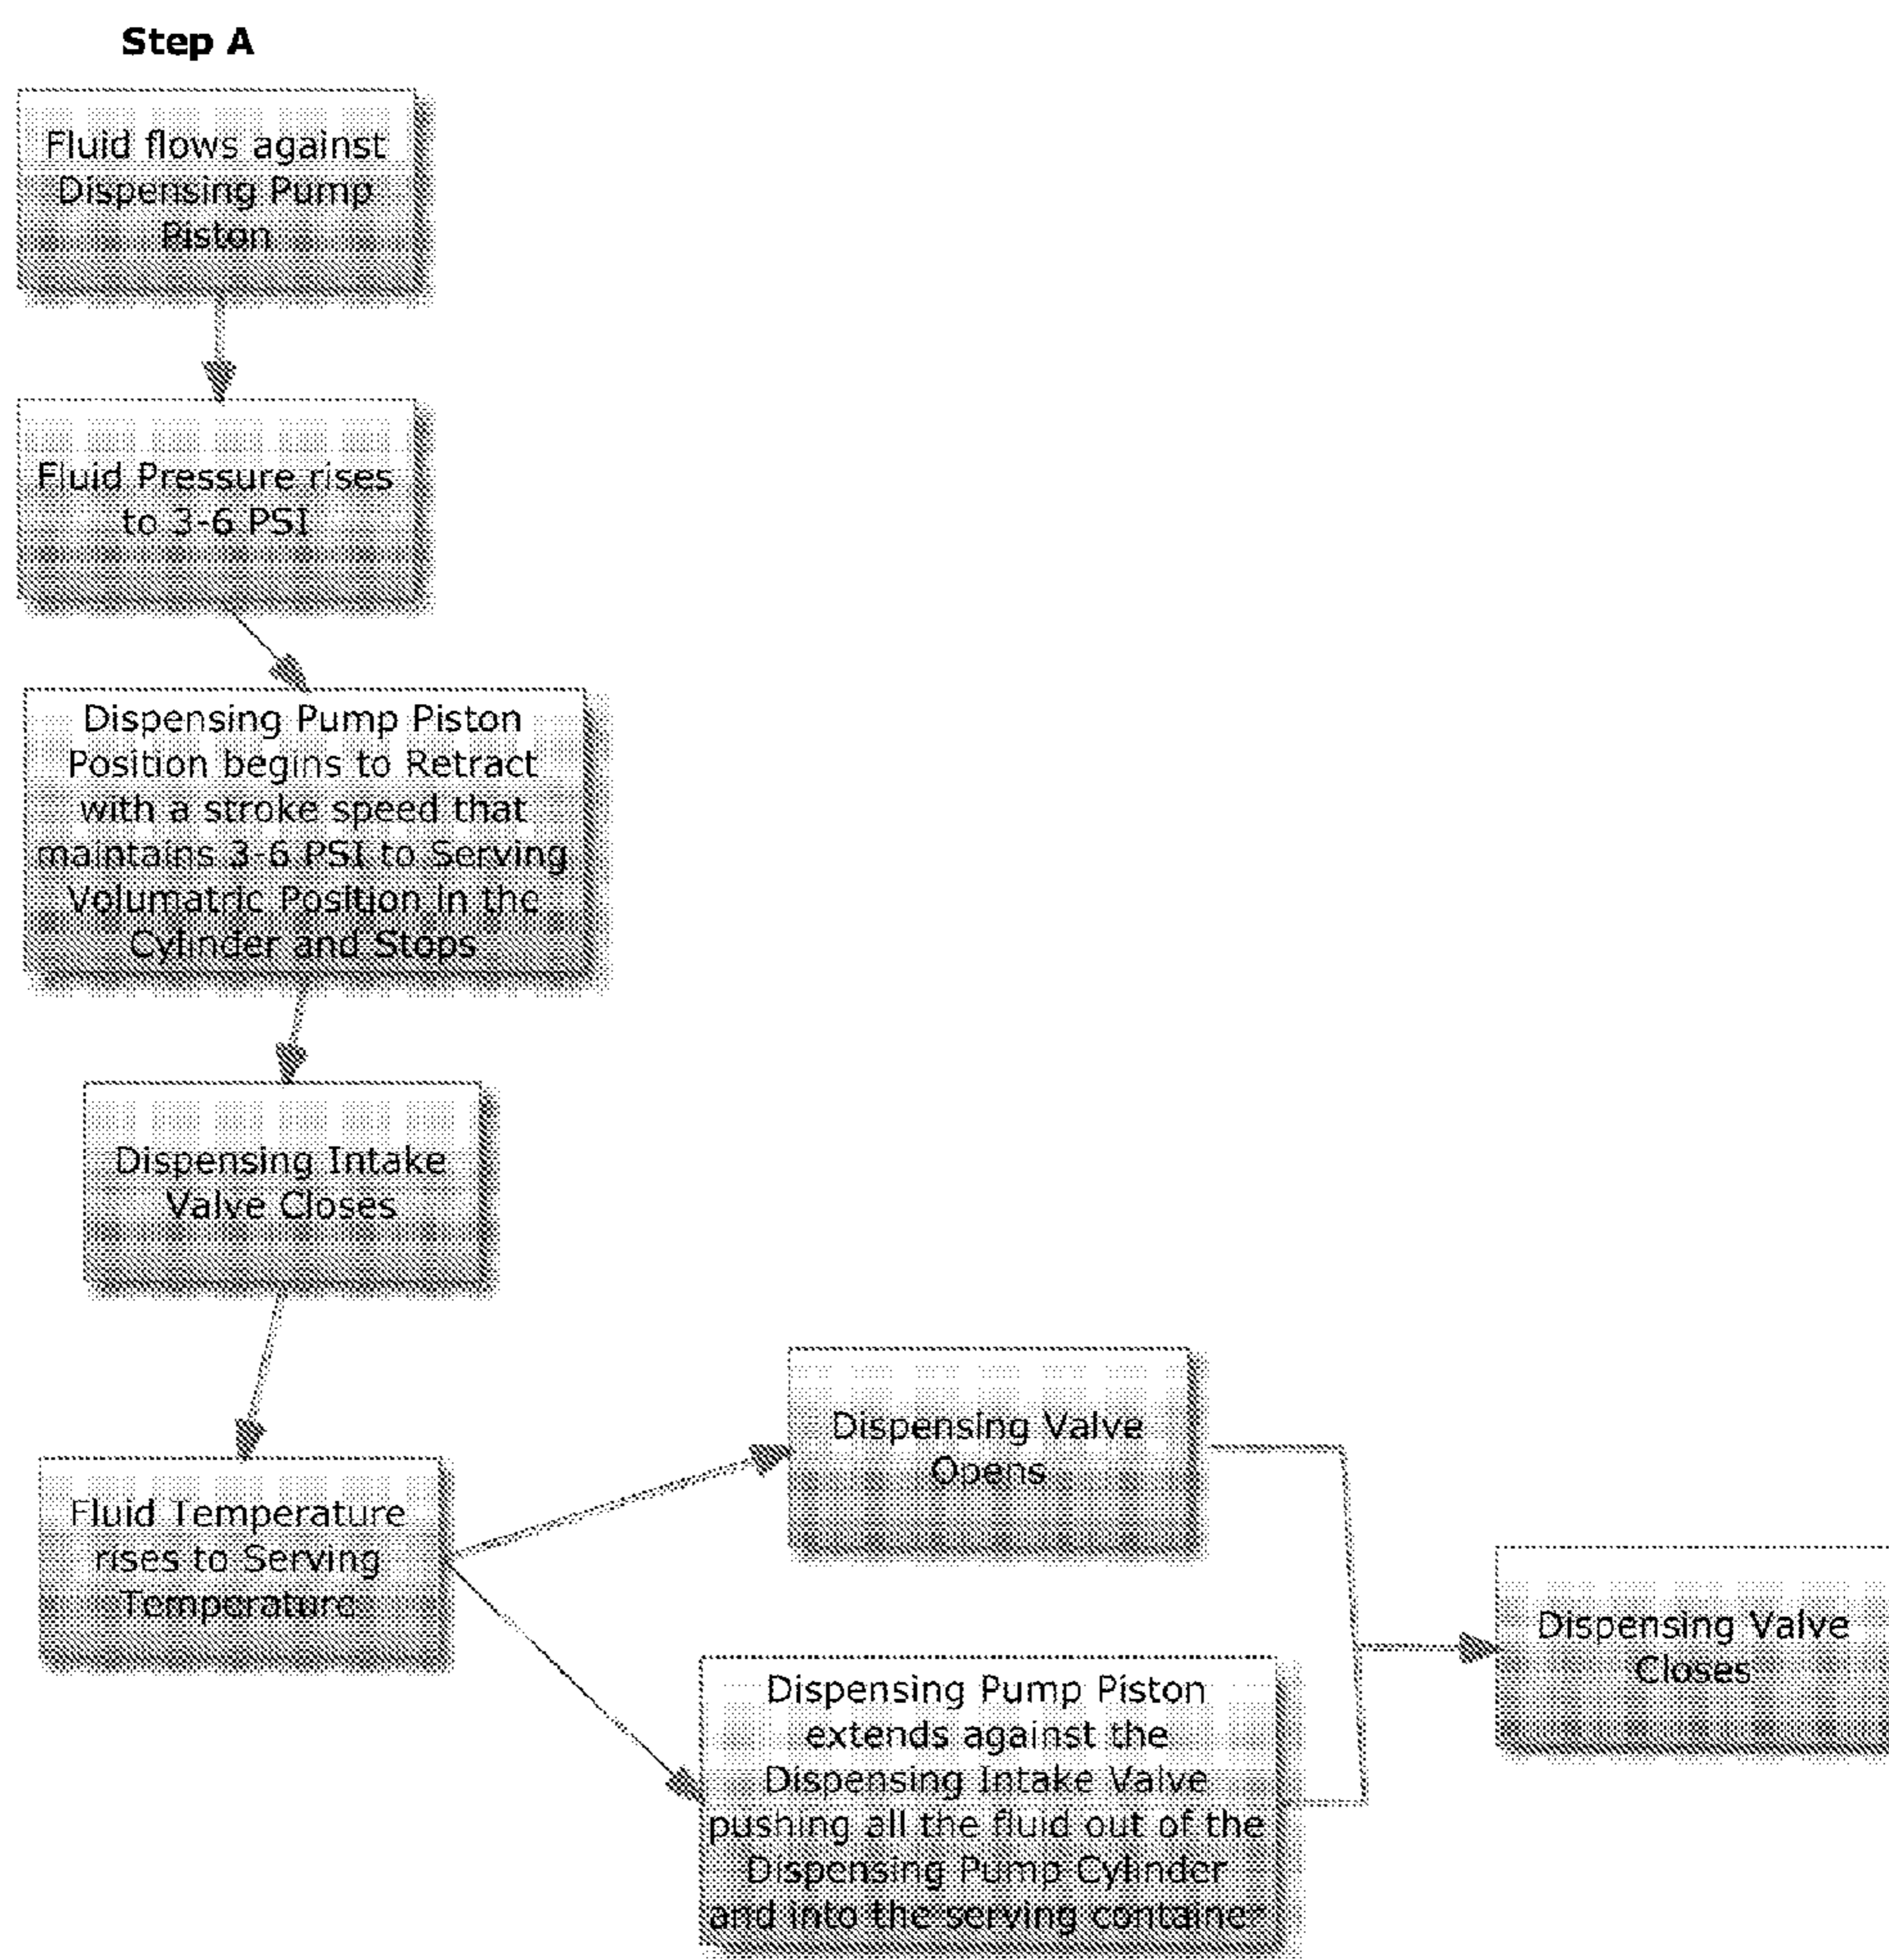 Step A
Fluid flows against
Dispensing Pump
Piston
Fluid Pressure rises
to 3-6 PSI
Dispensing Pump Piston
Position begins to Retract
with a stroke speed that
maintains 3-6 PSI to Serving
Volumatric Position in the
Cylinder and Stops
Dispensing Intake
Valve Closes
Fluid Temperature
rises to Serving
Temperature
Dispensing Valve
Opens
Dispensing Pump Piston
extends against the
Dispensing Intake Valve
pushing all the fluid out of the
Dispensing Pump Cylinder
and into the serving container
Dispensing Valve
Closes